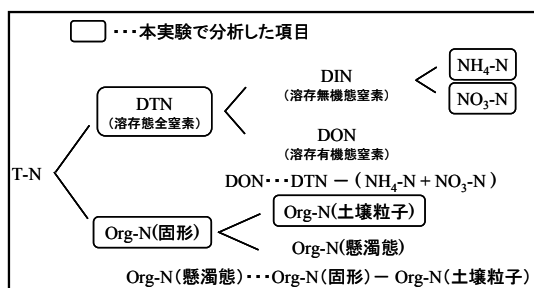 ･･･本実験で分析した項目
T-N
DTN
(溶存態全窒素)
DIN
(溶存無機態窒素)
NH₄-N
NO₃-N
DON
(溶存有機態窒素)
DON･･･DTN － ( NH₄-N + NO₃-N )
Org-N(固形)
Org-N(土壌粒子)
Org-N(懸濁態)
Org-N(懸濁態)･･･Org-N(固形)－ Org-N(土壌粒子)